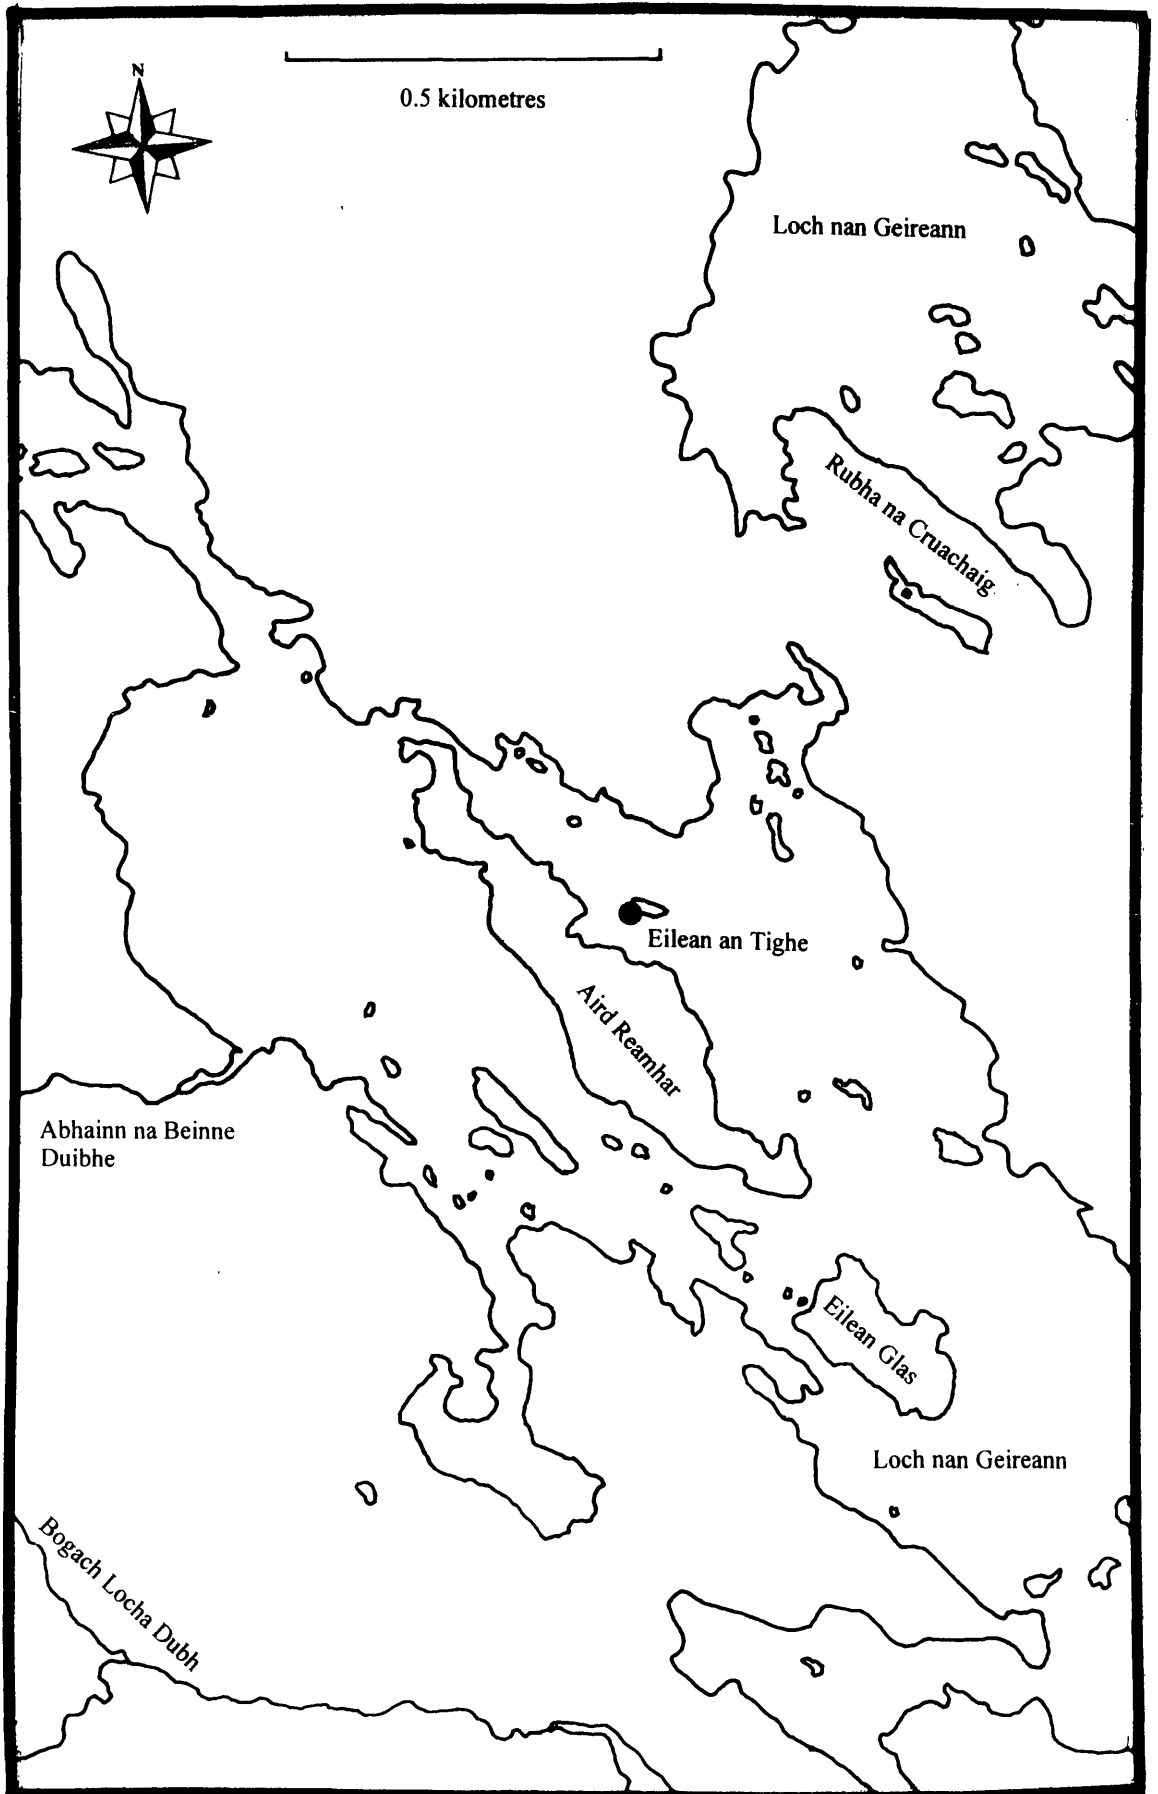 N
0.5 kilometres
Loch nan Geireann
Rubha na Cruachaig
Eilean an Tighe
Aird Reamhar
Abhainn na Beinne
Duibhe
Eilean Glas
Loch nan Geireann
Bogach Locha Dubh